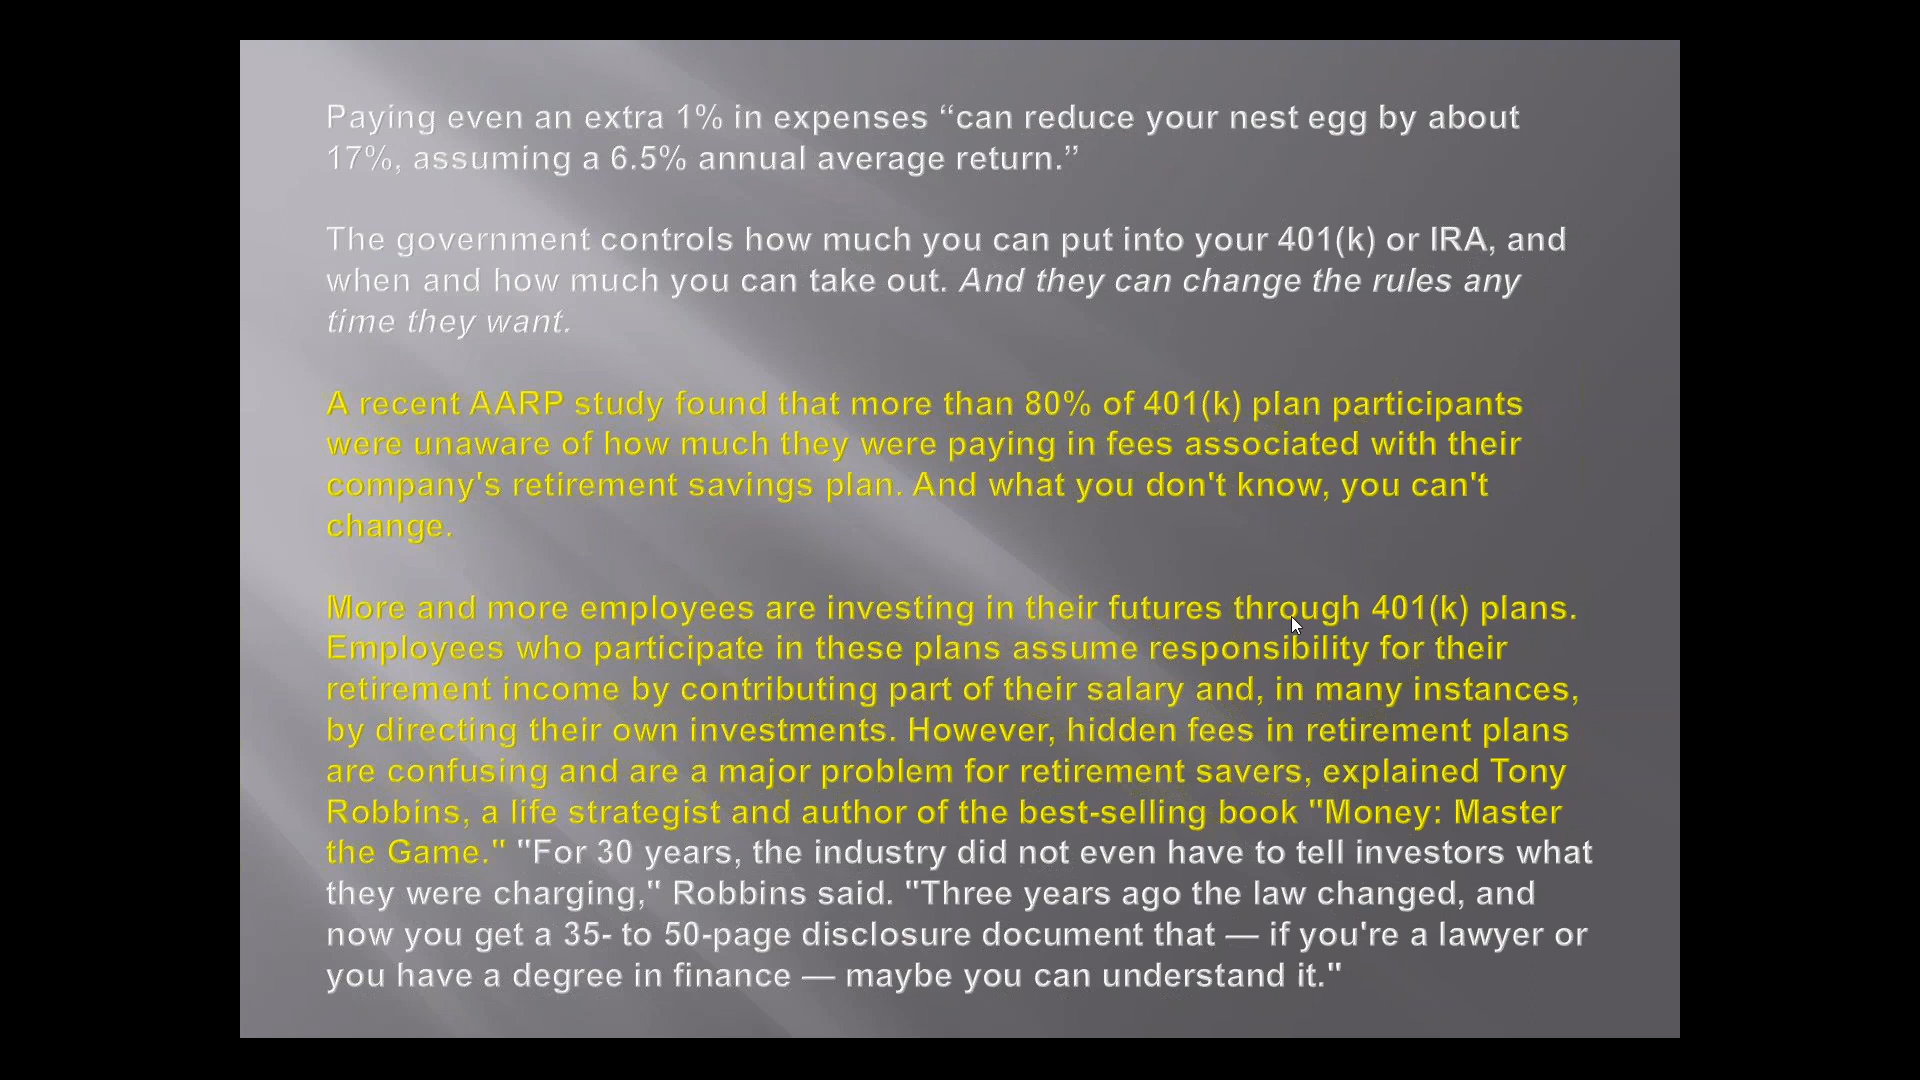 Paying even an extra 1% in expenses “can reduce your nest egg by about
17%, assuming a 6.5% annual average return.”
The government controls how much you can put into your 401(k) or IRA, and
when and how much you can take out. And they can change the rules any
time they want.
A recent AARP study found that more than 80% of 401(k) plan participants
were unaware of how much they were paying in fees associated with their
company's retirement savings plan. And what you don't know, you can't
change.
More and more employees are investing in their futures through 401(k) plans.
Employees who participate in these plans assume responsibility for their
retirement income by contributing part of their salary and, in many instances,
by directing their own investments. However, hidden fees in retirement plans
are confusing and are a major problem for retirement savers, explained Tony
Robbins, a life strategist and author of the best-selling book "Money: Master
the Game." "For 30 years, the industry did not even have to tell investors what
they were charging," Robbins said. "Three years ago the law changed, and
now you get a 35- to 50-page disclosure document that — if you're a lawyer or
you have a degree in finance — maybe you can understand it."